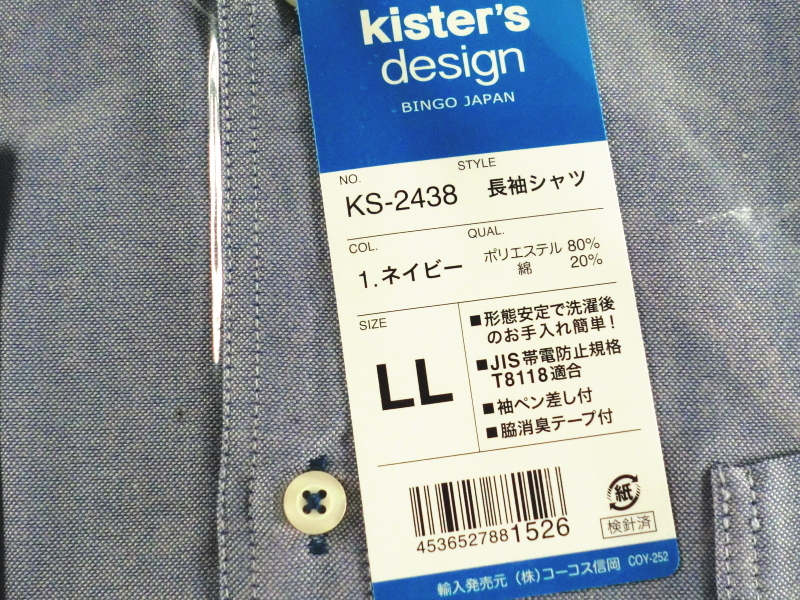 kister's
design
BINGO JAPAN
NO.
STYLE
KS-2438
長袖シャツ
COL.
QUAL.
1.ネイビー
ポリエステル 80%
綿 20%
SIZE
LL
■形態安定で洗濯後
のお手入れ簡単！
■JIS帯電防止規格
T8118適合
■袖ペン差し付
■脇消臭テープ付
4536527881526
紙
検針済
輸入発売元 (株)コーコス信岡 COY-252